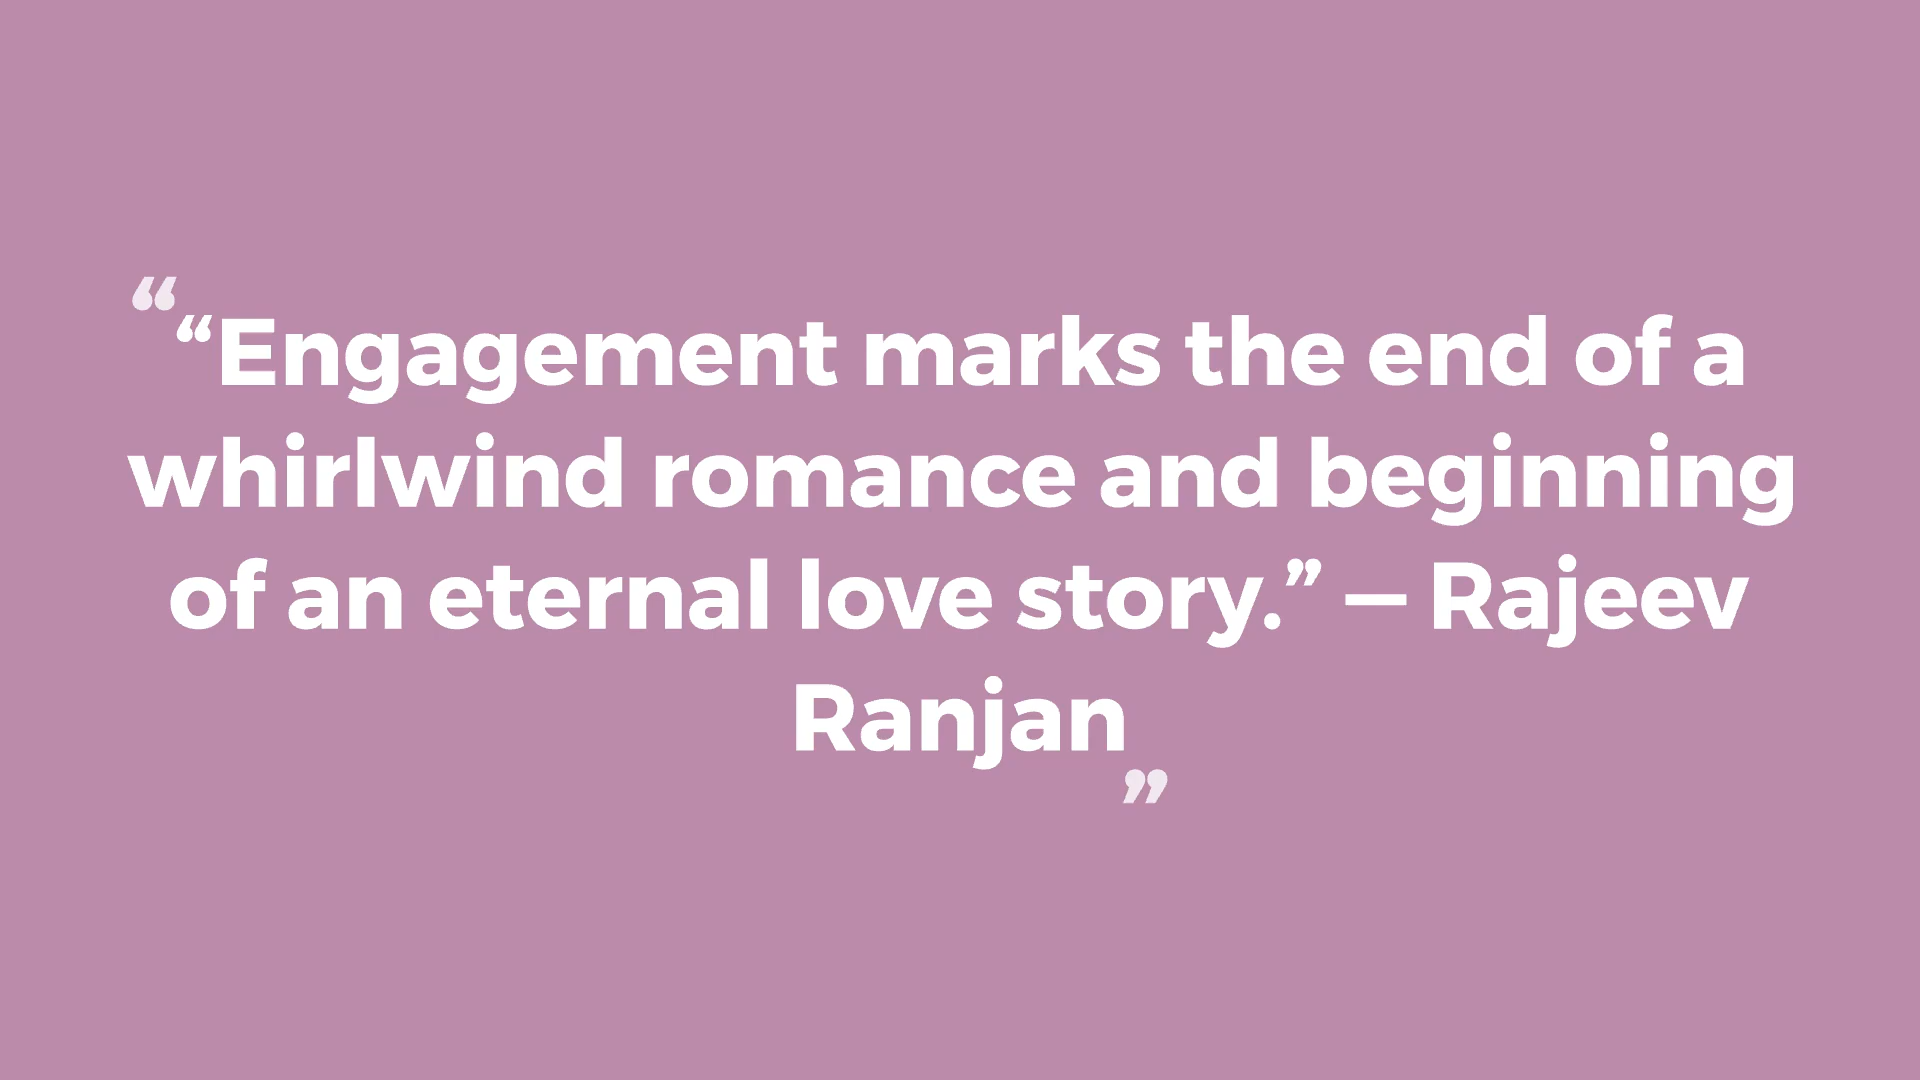 ““Engagement marks the end of a
whirlwind romance and beginning
of an eternal love story.” — Rajeev
Ranjan”